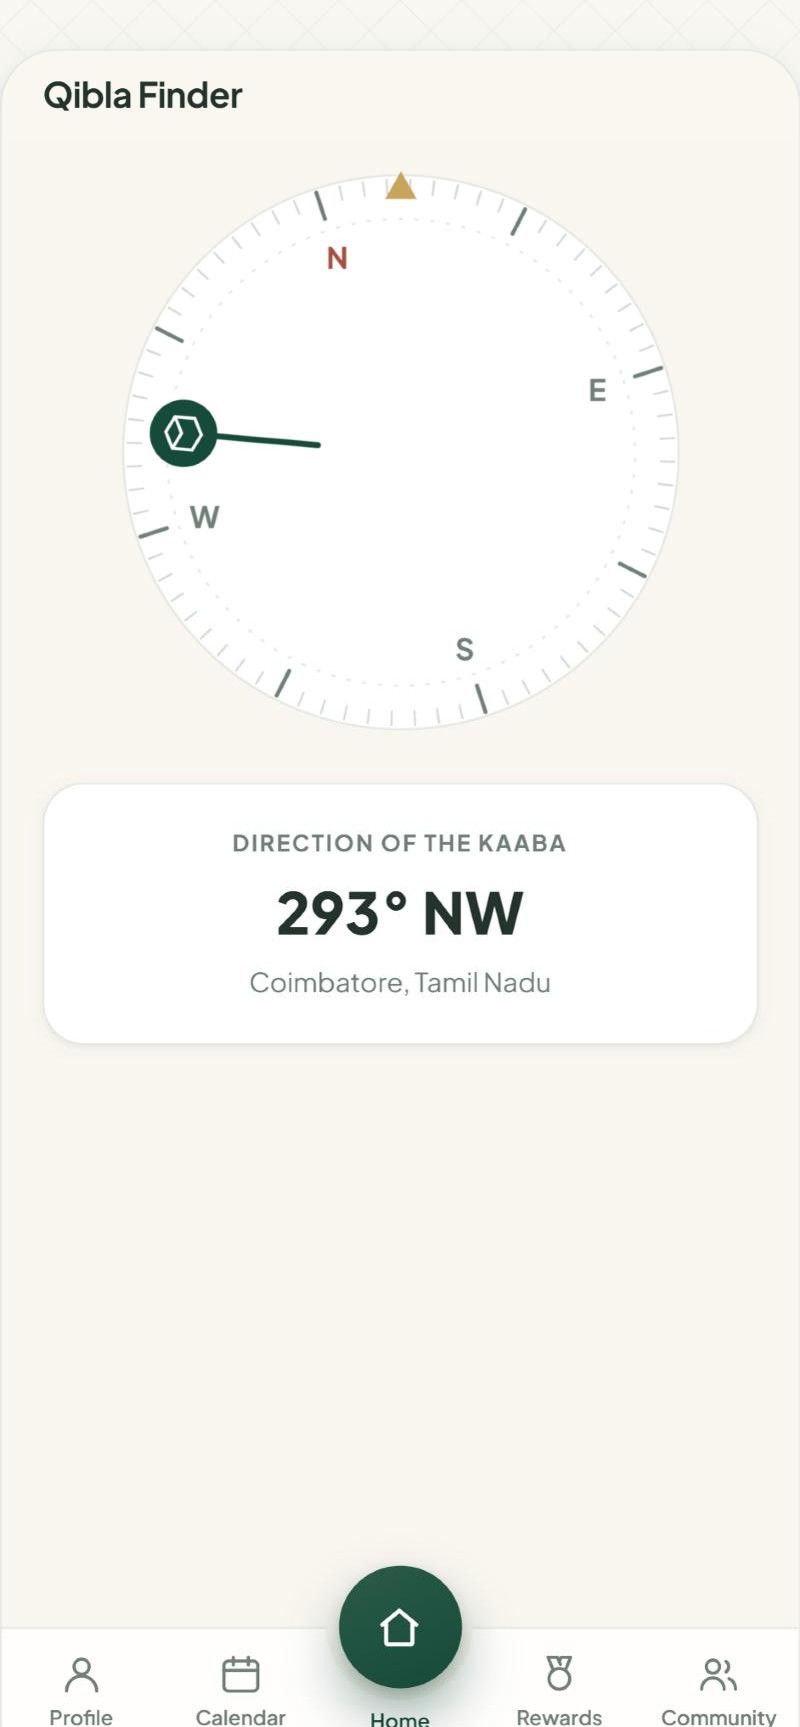 Qibla Finder
N
E
W
S
DIRECTION OF THE KAABA
293° NW
Coimbatore, Tamil Nadu
Profile
Calendar
Home
Rewards
Community